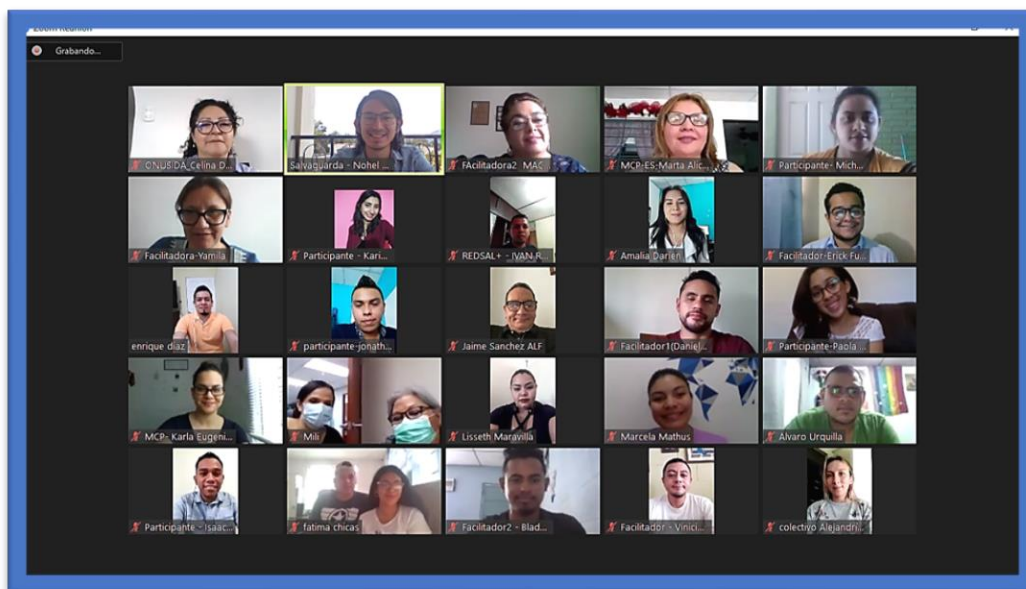 Zoom Reunión
Grabando...
ONUSIDA_Celina D...
Salvaguarda - Nohel ...
FAcilitadora2 MAC
MCP-ES-Marta Alic...
Participante- Mich...
Facilitadora-Yamila
Participante - Kari...
REDSAL+ - IVAN R...
Amalia Darien
Facilitador-Erick Fu...
enrique diaz
participante-jonath...
Jaime Sanchez ALF
Facilitador1(Daniel...
Participante-Paola ...
MCP- Karla Eugeni...
Mili
Lisseth Maravilla
Marcela Mathus
Alvaro Urquilla
Participante - Isaac...
fatima chicas
Facilitador2 - Blad...
Facilitador - Vinici...
colectivo Alejandri...